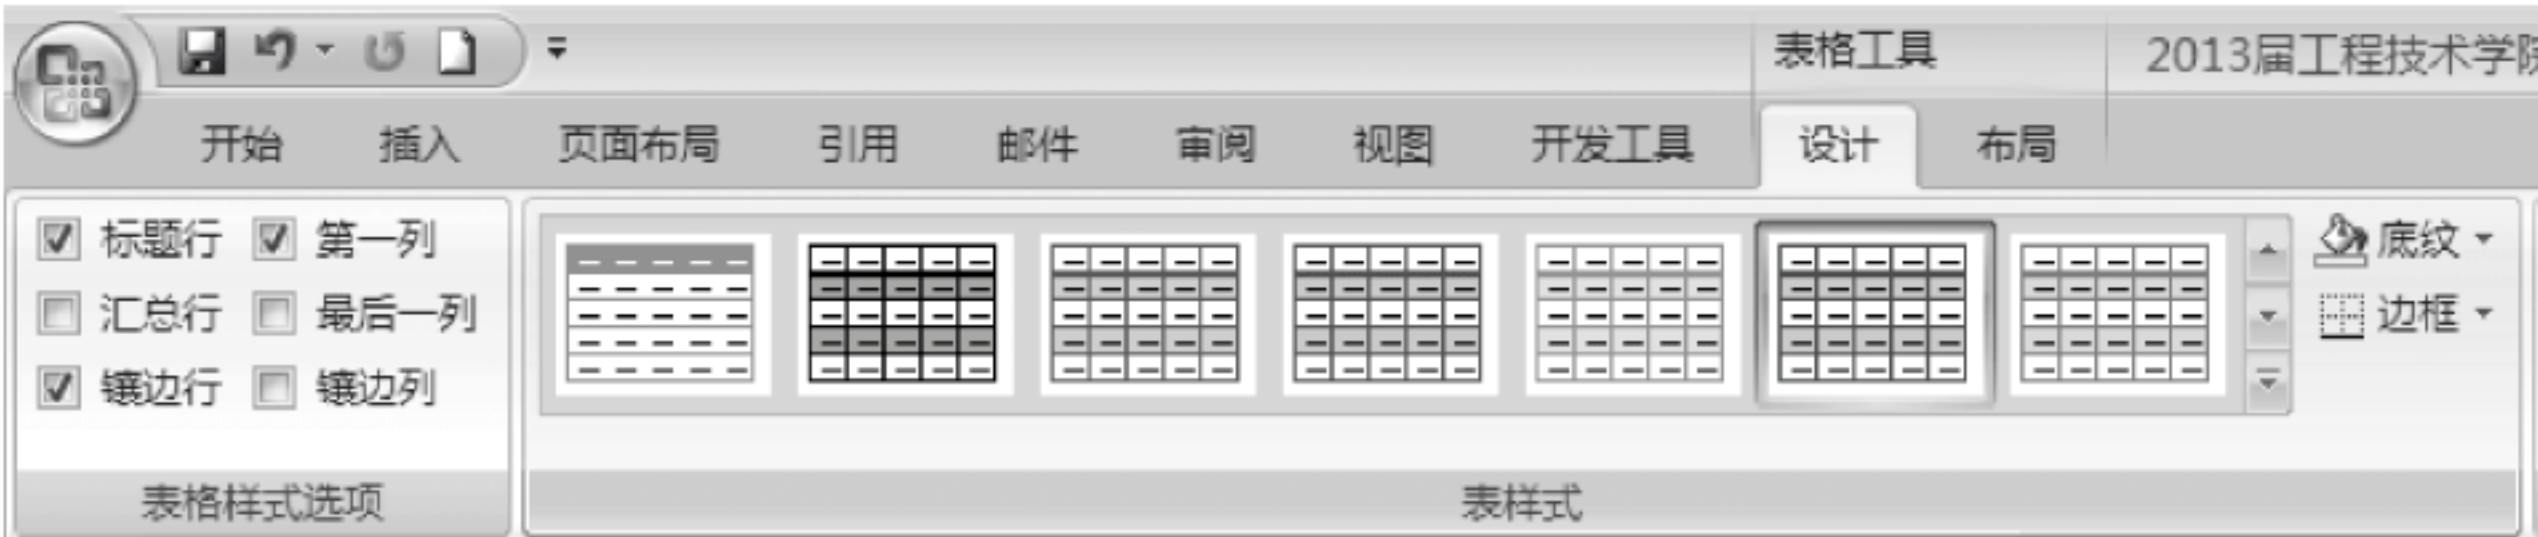 表格工具 2013届工程技术学院
开始 插入 页面布局 引用 邮件 审阅 视图 开发工具 设计 布局
标题行 第一列 底纹
汇总行 最后一列 边框
镶边行 镶边列
表格样式选项 表样式